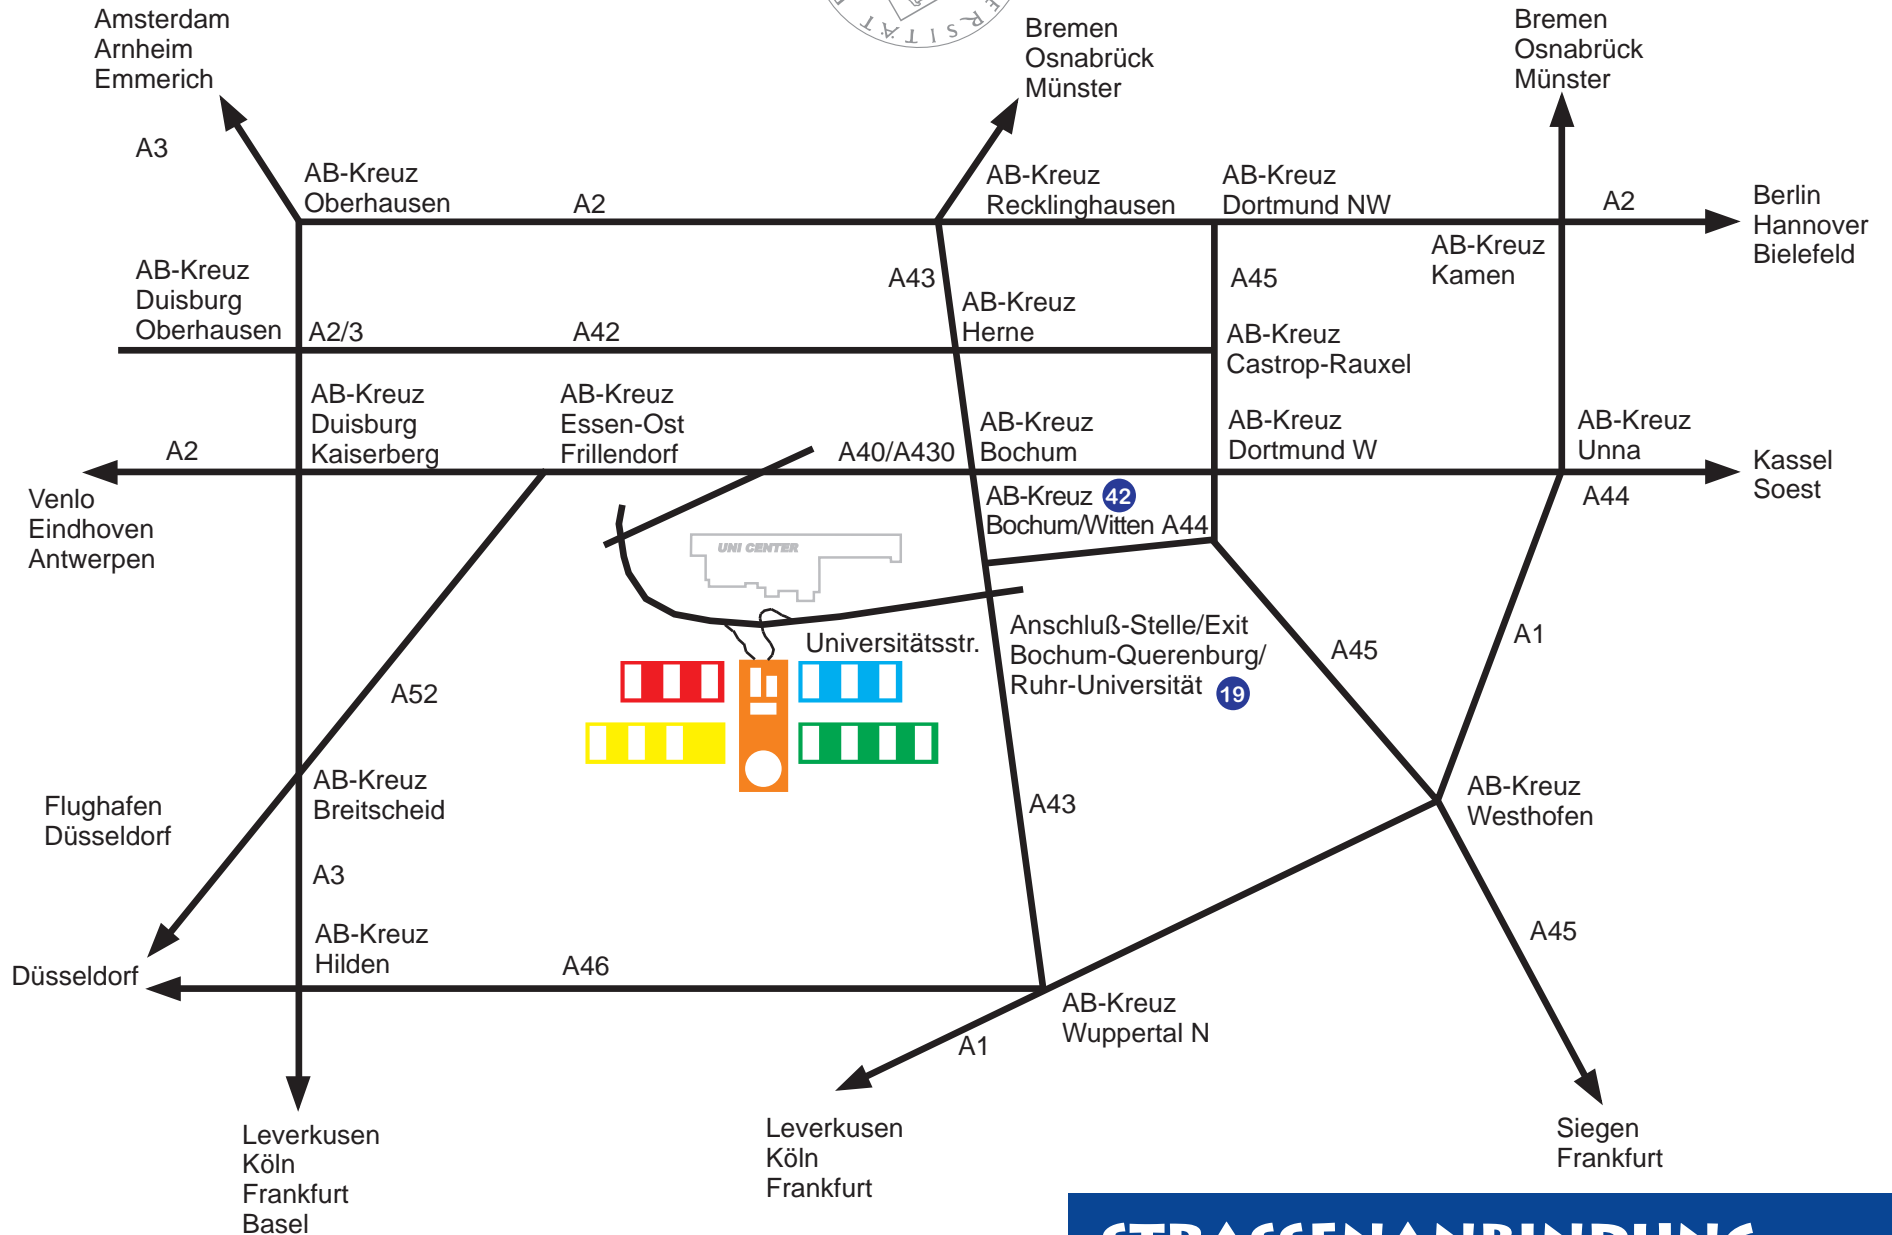 Amsterdam
Arnheim
Emmerich
Bremen
Osnabrück
Münster
Bremen
Osnabrück
Münster
A3
AB-Kreuz
Oberhausen
A2
AB-Kreuz
Recklinghausen
AB-Kreuz
Dortmund NW
A2
Berlin
Hannover
Bielefeld
AB-Kreuz
Kamen
AB-Kreuz
Duisburg
Oberhausen
A2/3
A42
A43
AB-Kreuz
Herne
A45
AB-Kreuz
Castrop-Rauxel
AB-Kreuz
Duisburg
Kaiserberg
AB-Kreuz
Essen-Ost
Frillendorf
A2
A40/A430
AB-Kreuz
Bochum
AB-Kreuz
Dortmund W
AB-Kreuz
Unna
Kassel
Soest
A44
Venlo
Eindhoven
Antwerpen
AB-Kreuz 42
Bochum/Witten A44
UNI CENTER
Universitätsstr.
Anschluß-Stelle/Exit
Bochum-Querenburg/
Ruhr-Universität 19
A45
A1
A52
AB-Kreuz
Breitscheid
Flughafen
Düsseldorf
A43
AB-Kreuz
Westhofen
A3
AB-Kreuz
Hilden
A46
Düsseldorf
A45
AB-Kreuz
Wuppertal N
A1
Leverkusen
Köln
Frankfurt
Basel
Leverkusen
Köln
Frankfurt
Siegen
Frankfurt
STRASSENANBINDUNG